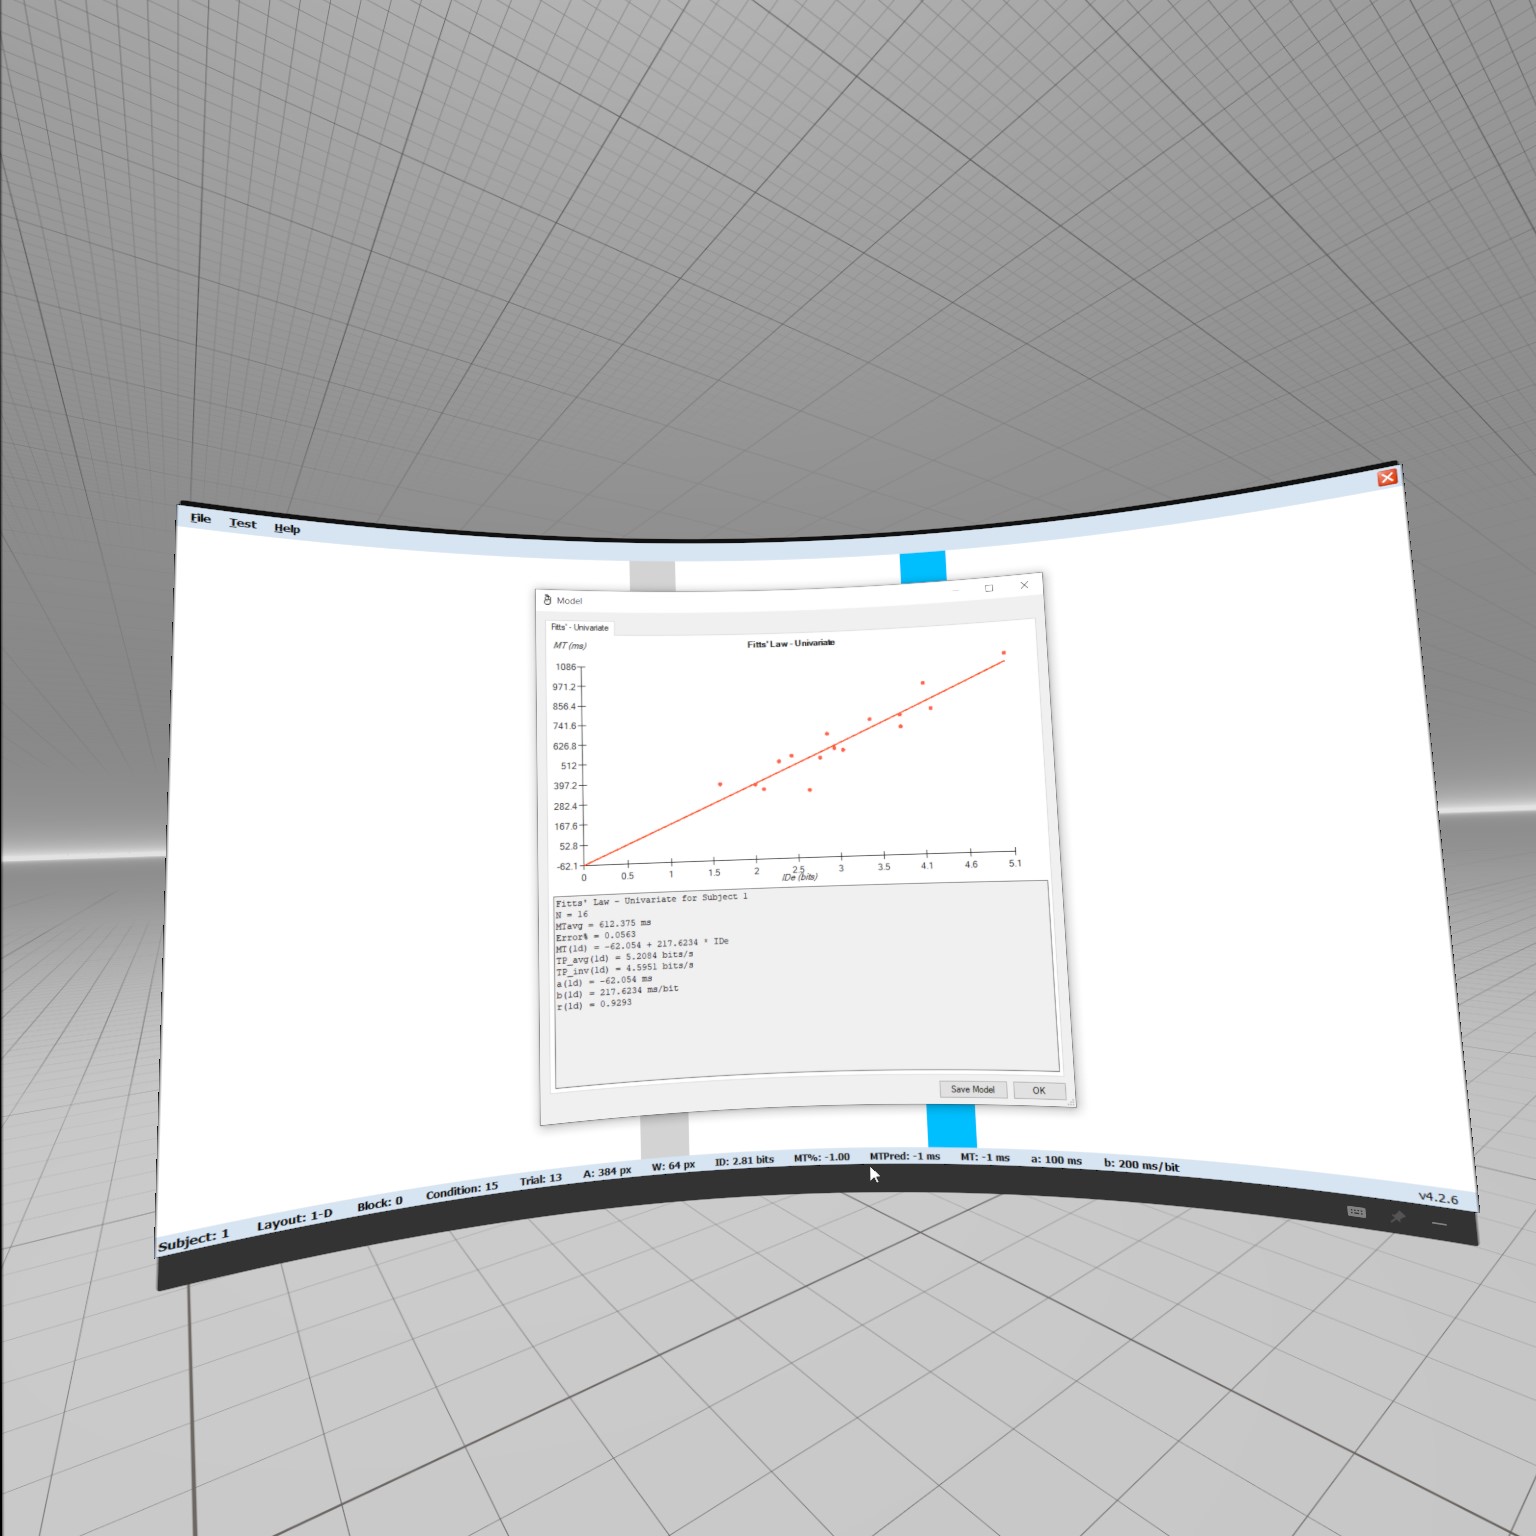 File Test Help
Model
Fitts' - Univariate
MT (ms)
Fitts' Law - Univariate
1086
971.2
856.4
741.6
626.8
512
397.2
282.4
167.6
52.8
-62.1
0 0.5 1 1.5 2 2.5 3 3.5 4.1 4.6 5.1
IDe (bits)
Fitts' Law - Univariate for Subject 1
N = 16
MTavg = 612.375 ms
Error% = 0.0563
MT(1d) = -62.054 + 217.6234 * IDe
TP_avg(1d) = 5.2084 bits/s
TP_inv(1d) = 4.5951 bits/s
a(1d) = -62.054 ms
b(1d) = 217.6234 ms/bit
r(1d) = 0.9293
Save Model OK
Subject: 1 Layout: 1-D Block: 0 Condition: 15 Trial: 13 A: 384 px W: 64 px ID: 2.81 bits MT%: -1.00 MTPred: -1 ms MT: -1 ms a: 100 ms b: 200 ms/bit v4.2.6